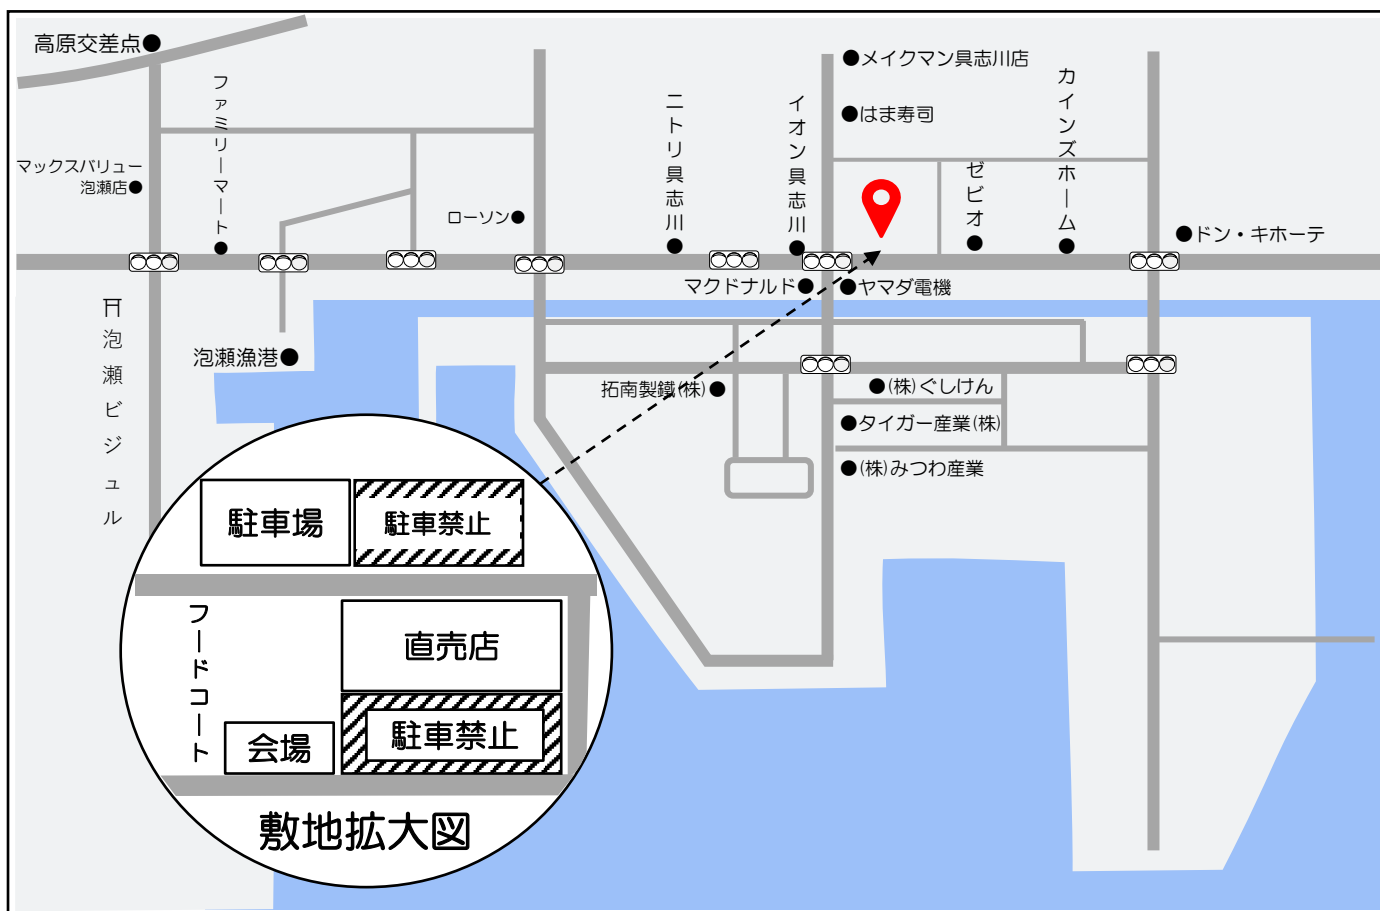 高原交差点
メイクマン具志川店
はま寿司
ファミリーマート
ニトリ具志川
イオン具志川
カインズホーム
ゼビオ
マックスバリュー
泡瀬店
ローソン
ドン・キホーテ
マクドナルド
ヤマダ電機
泡瀬ビジュル
泡瀬漁港
拓南製鐵(株)
(株)ぐしけん
タイガー産業(株)
(株)みつわ産業
駐車場
駐車禁止
フードコート
直売店
会場
駐車禁止
敷地拡大図